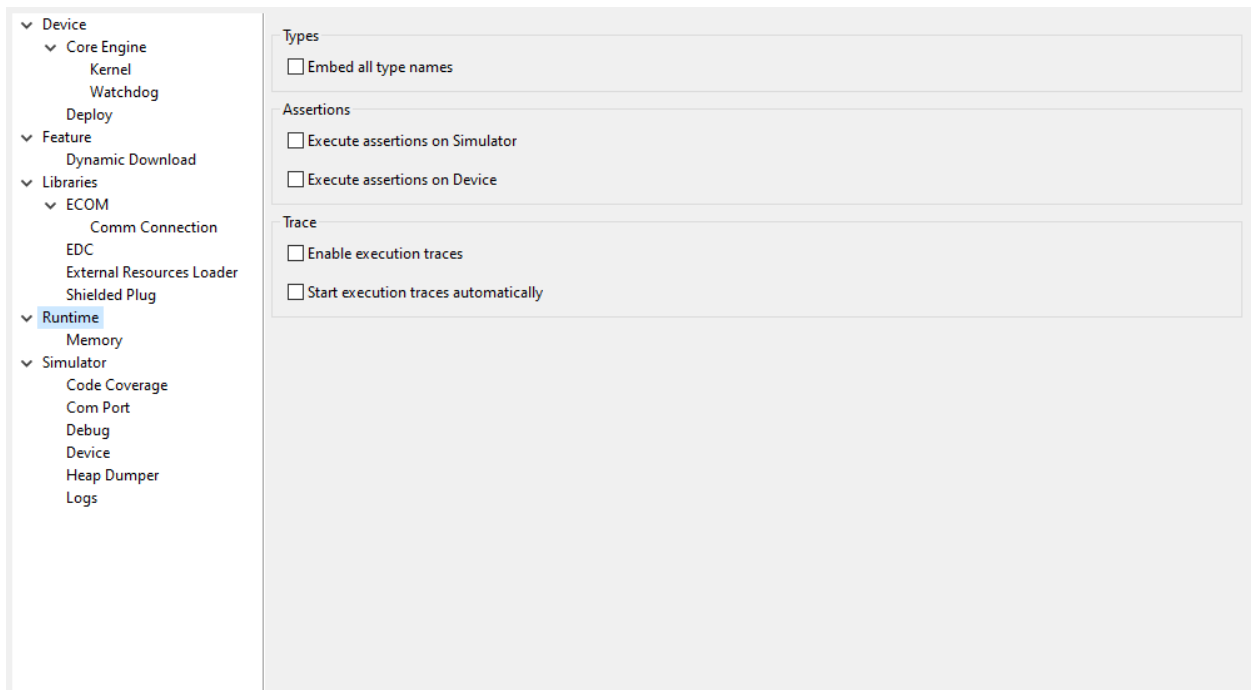 Device
Core Engine
Kernel
Watchdog
Deploy
Feature
Dynamic Download
Libraries
ECOM
Comm Connection
EDC
External Resources Loader
Shielded Plug
Runtime
Memory
Simulator
Code Coverage
Com Port
Debug
Device
Heap Dumper
Logs
Types
Embed all type names
Assertions
Execute assertions on Simulator
Execute assertions on Device
Trace
Enable execution traces
Start execution traces automatically